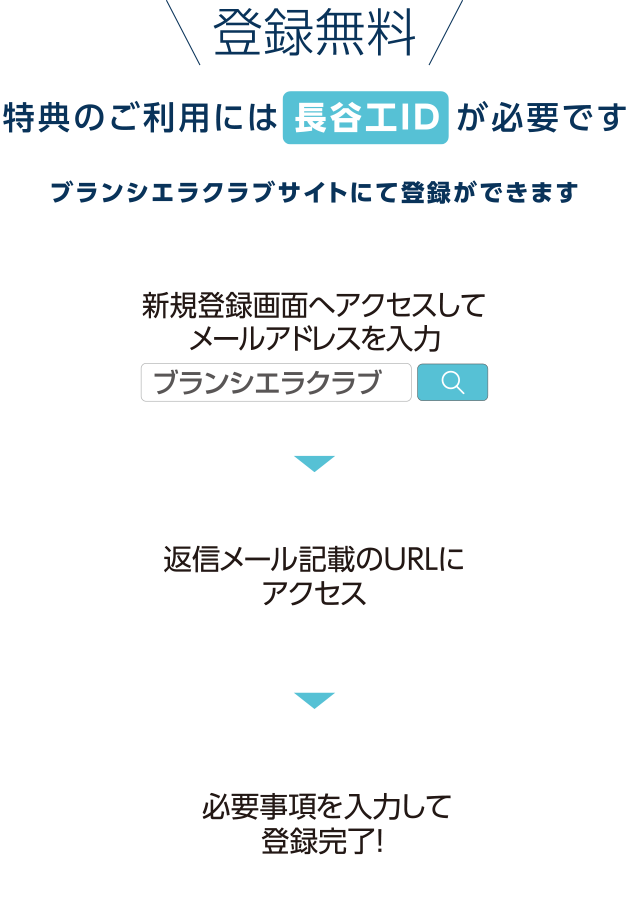 登録無料
特典のご利用には 長谷工ID が必要です
ブランシエラクラブサイトにて登録ができます
新規登録画面へアクセスして
メールアドレスを入力
ブランシエラクラブ
返信メール記載のURLに
アクセス
必要事項を入力して
登録完了!